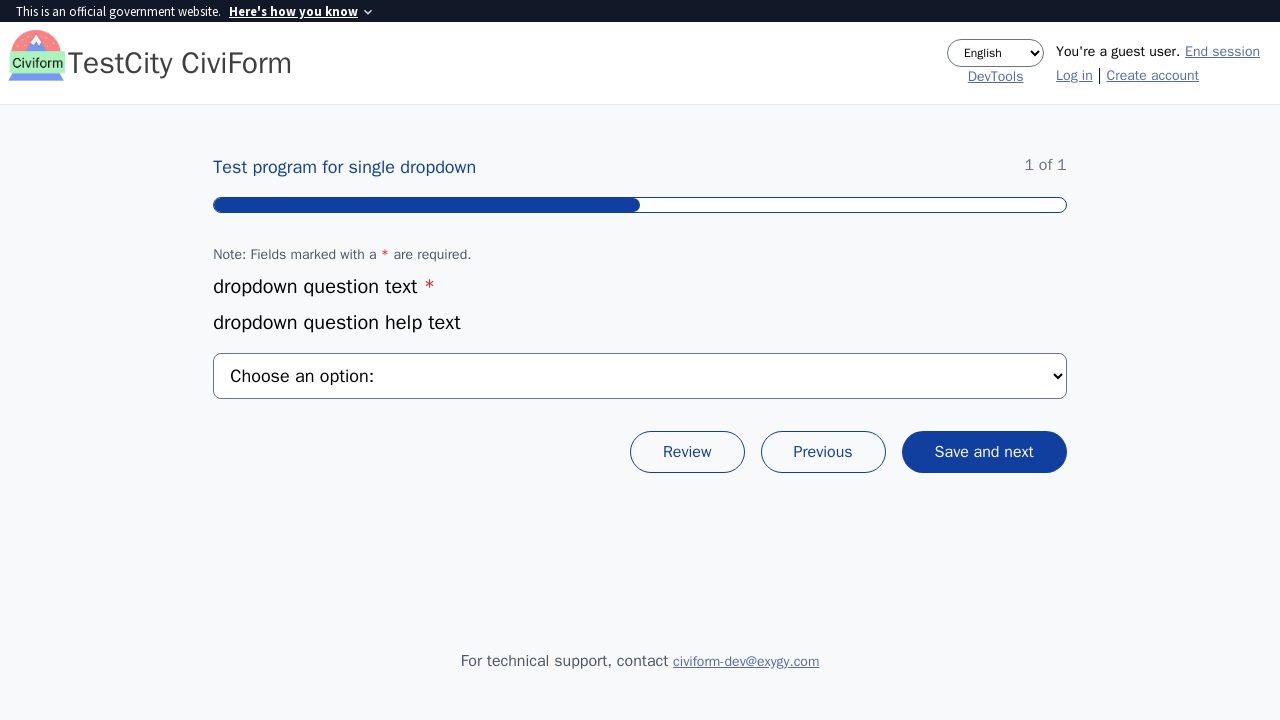 This is an official government website. Here's how you know
Civiform
TestCity CiviForm
English
You're a guest user. End session
DevTools
Log in | Create account
Test program for single dropdown
1 of 1
Note: Fields marked with a * are required.
dropdown question text *
dropdown question help text
Choose an option:
Review
Previous
Save and next
For technical support, contact civiform-dev@exygy.com